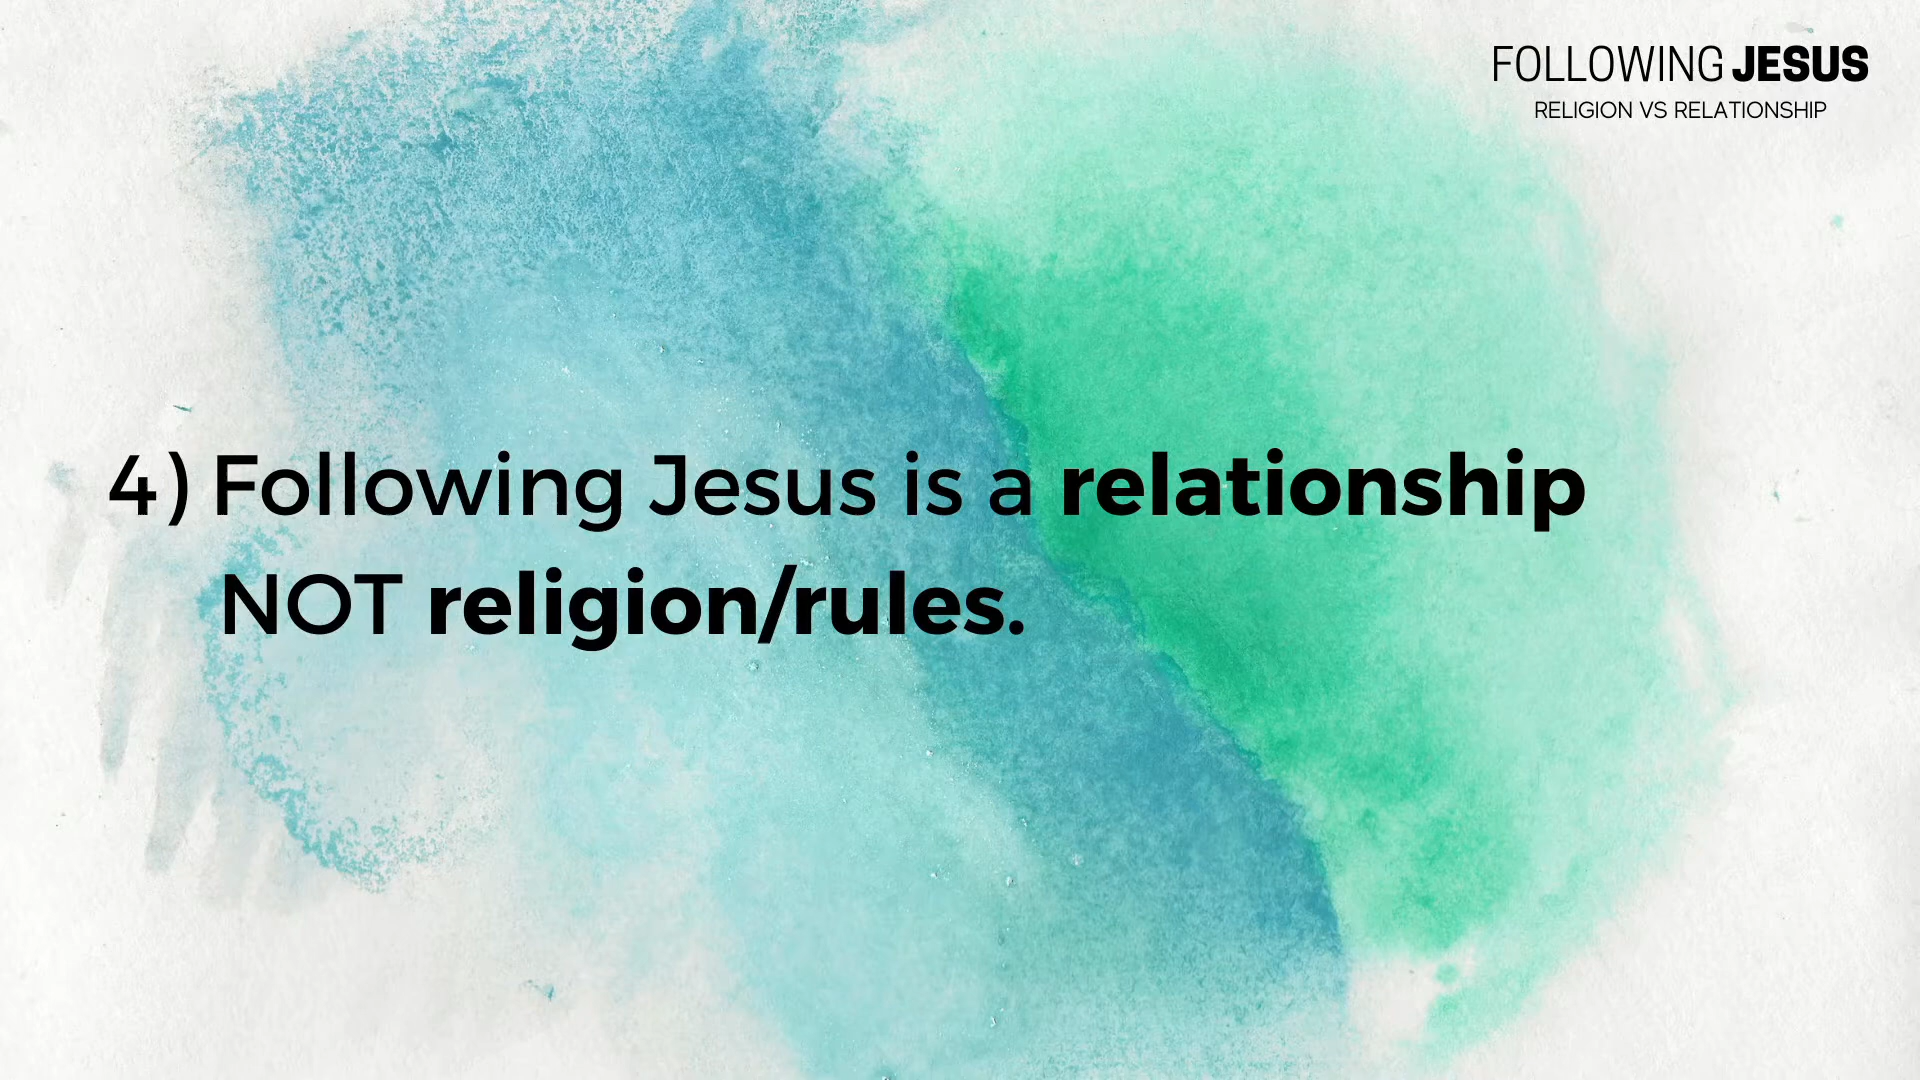 FOLLOWING JESUS
RELIGION VS RELATIONSHIP
4) Following Jesus is a relationship
NOT religion/rules.